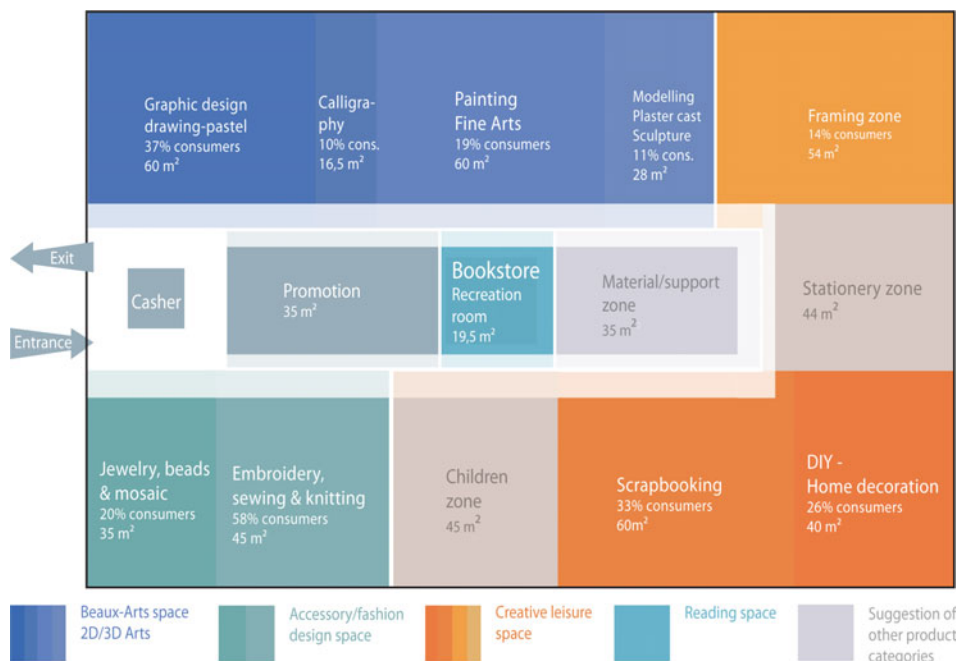 Graphic design
drawing-pastel
37% consumers
60 m²
Calligra-
phy
10% cons.
16,5 m²
Painting
Fine Arts
19% consumers
60 m²
Modelling
Plaster cast
Sculpture
11% cons.
28 m²
Framing zone
14% consumers
54 m²
Exit
Entrance
Casher
Promotion
35 m²
Bookstore
Recreation
room
19,5 m²
Material/support
zone
35 m²
Stationery zone
44 m²
Jewelry, beads
& mosaic
20% consumers
35 m²
Embroidery,
sewing & knitting
58% consumers
45 m²
Children
zone
45 m²
Scrapbooking
33% consumers
60m²
DIY -
Home decoration
26% consumers
40 m²
Beaux-Arts space
2D/3D Arts
Accessory/fashion
design space
Creative leisure
space
Reading space
Suggestion of
other product
categories